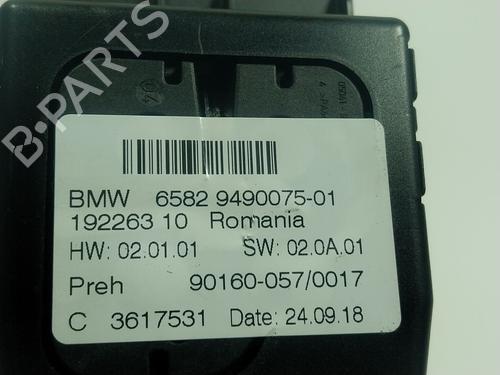 B-PARTS
04
BMW 6582 9490075-01
192263 10 Romania
HW: 02.01.01 SW: 02.0A.01
Preh 90160-057/0017
C 3617531 Date: 24.09.18